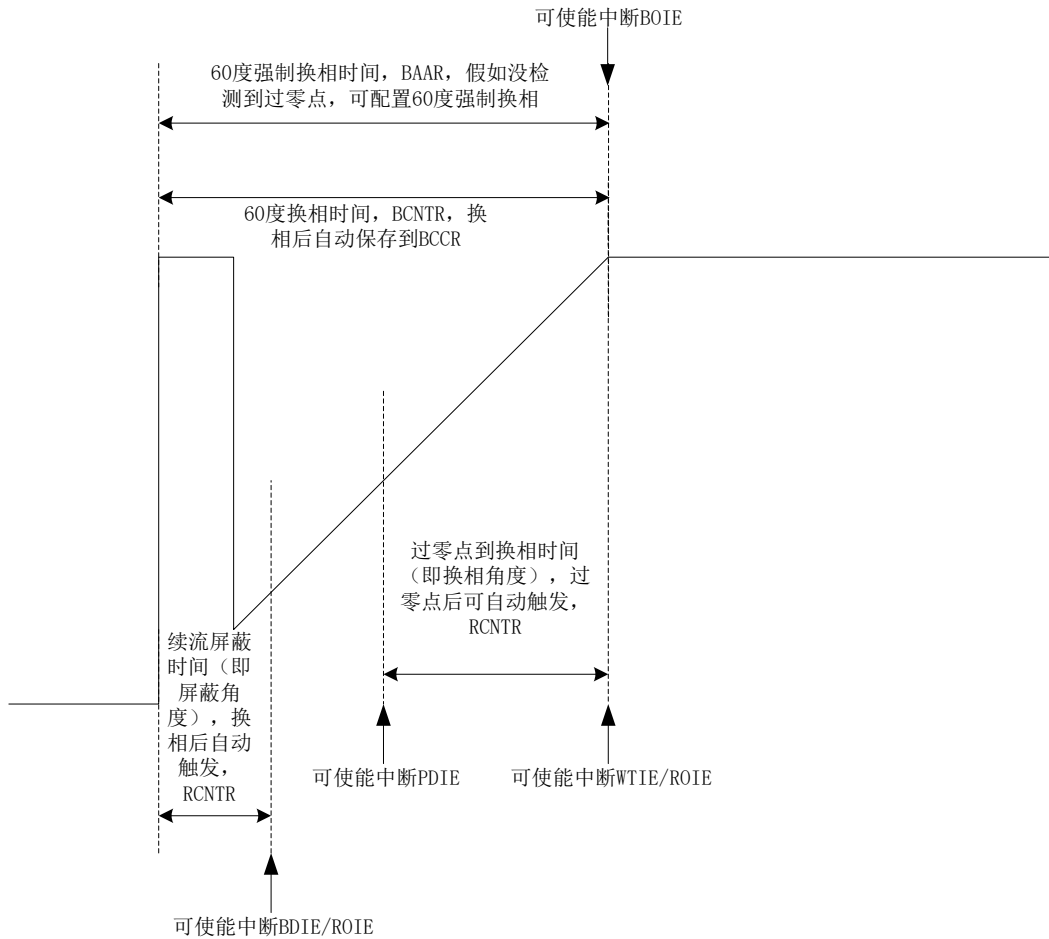 可使能中断BOIE
60度强制换相时间，BAAR，假如没检
测到过零点，可配置60度强制换相
60度换相时间，BCNTR，换
相后自动保存到BCCR
过零点到换相时间
（即换相角度），过
零点后可自动触发，
RCNTR
续流屏蔽
时间（即
屏蔽角
度），换
相后自动
触发，
RCNTR
可使能中断PDIE
可使能中断WTIE/ROIE
可使能中断BDIE/ROIE